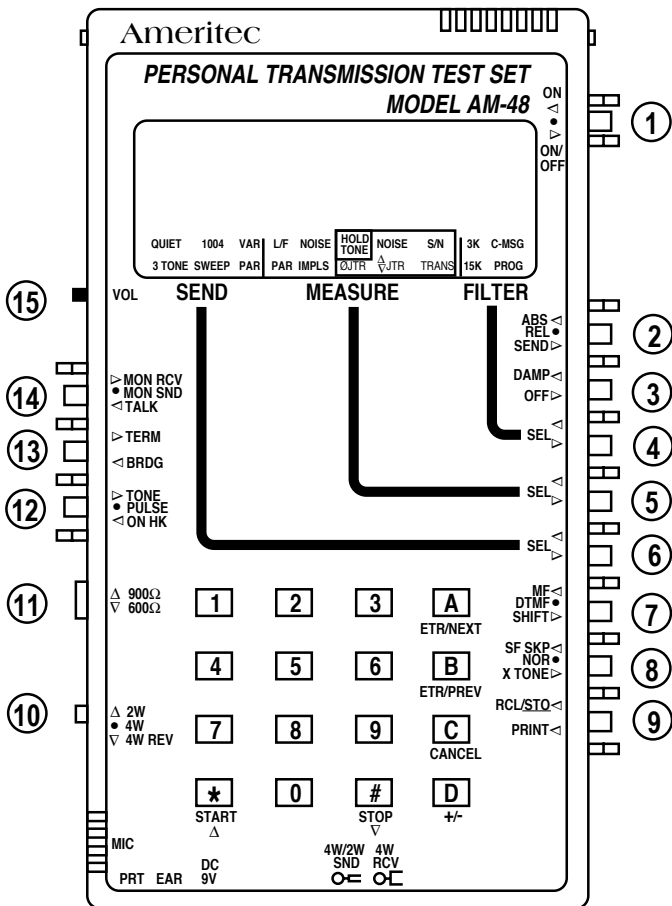 Ameritec
PERSONAL TRANSMISSION TEST SET
MODEL AM-48
ON
◁
●
▷
ON/
OFF
1
QUIET 1004 VAR L/F NOISE HOLD TONE NOISE S/N 3K C-MSG
3 TONE SWEEP PAR PAR IMPLS ØJTR △▽JTR TRANS 15K PROG
15
VOL
SEND MEASURE FILTER
ABS ◁
REL ●
SEND ▷
2
14
▷ MON RCV
● MON SND
◁ TALK
DAMP ◁
OFF ▷
3
13
▷ TERM
◁ BRDG
SEL ◁ ▷
4
12
▷ TONE
● PULSE
◁ ON HK
SEL ◁ ▷
5
SEL ◁ ▷
6
11
△ 900Ω
▽ 600Ω
1 2 3 A
ETR/NEXT
MF ◁
DTMF ●
SHIFT ▷
7
4 5 6 B
ETR/PREV
SF SKP ◁
NOR ●
X TONE ▷
8
10
△ 2W
● 4W
▽ 4W REV
7 8 9 C
CANCEL
RCL/STO ◁
PRINT ◁
9
* 0 # D
START STOP +/-
△ ▽
MIC
PRT EAR DC 9V
4W/2W SND
4W RCV